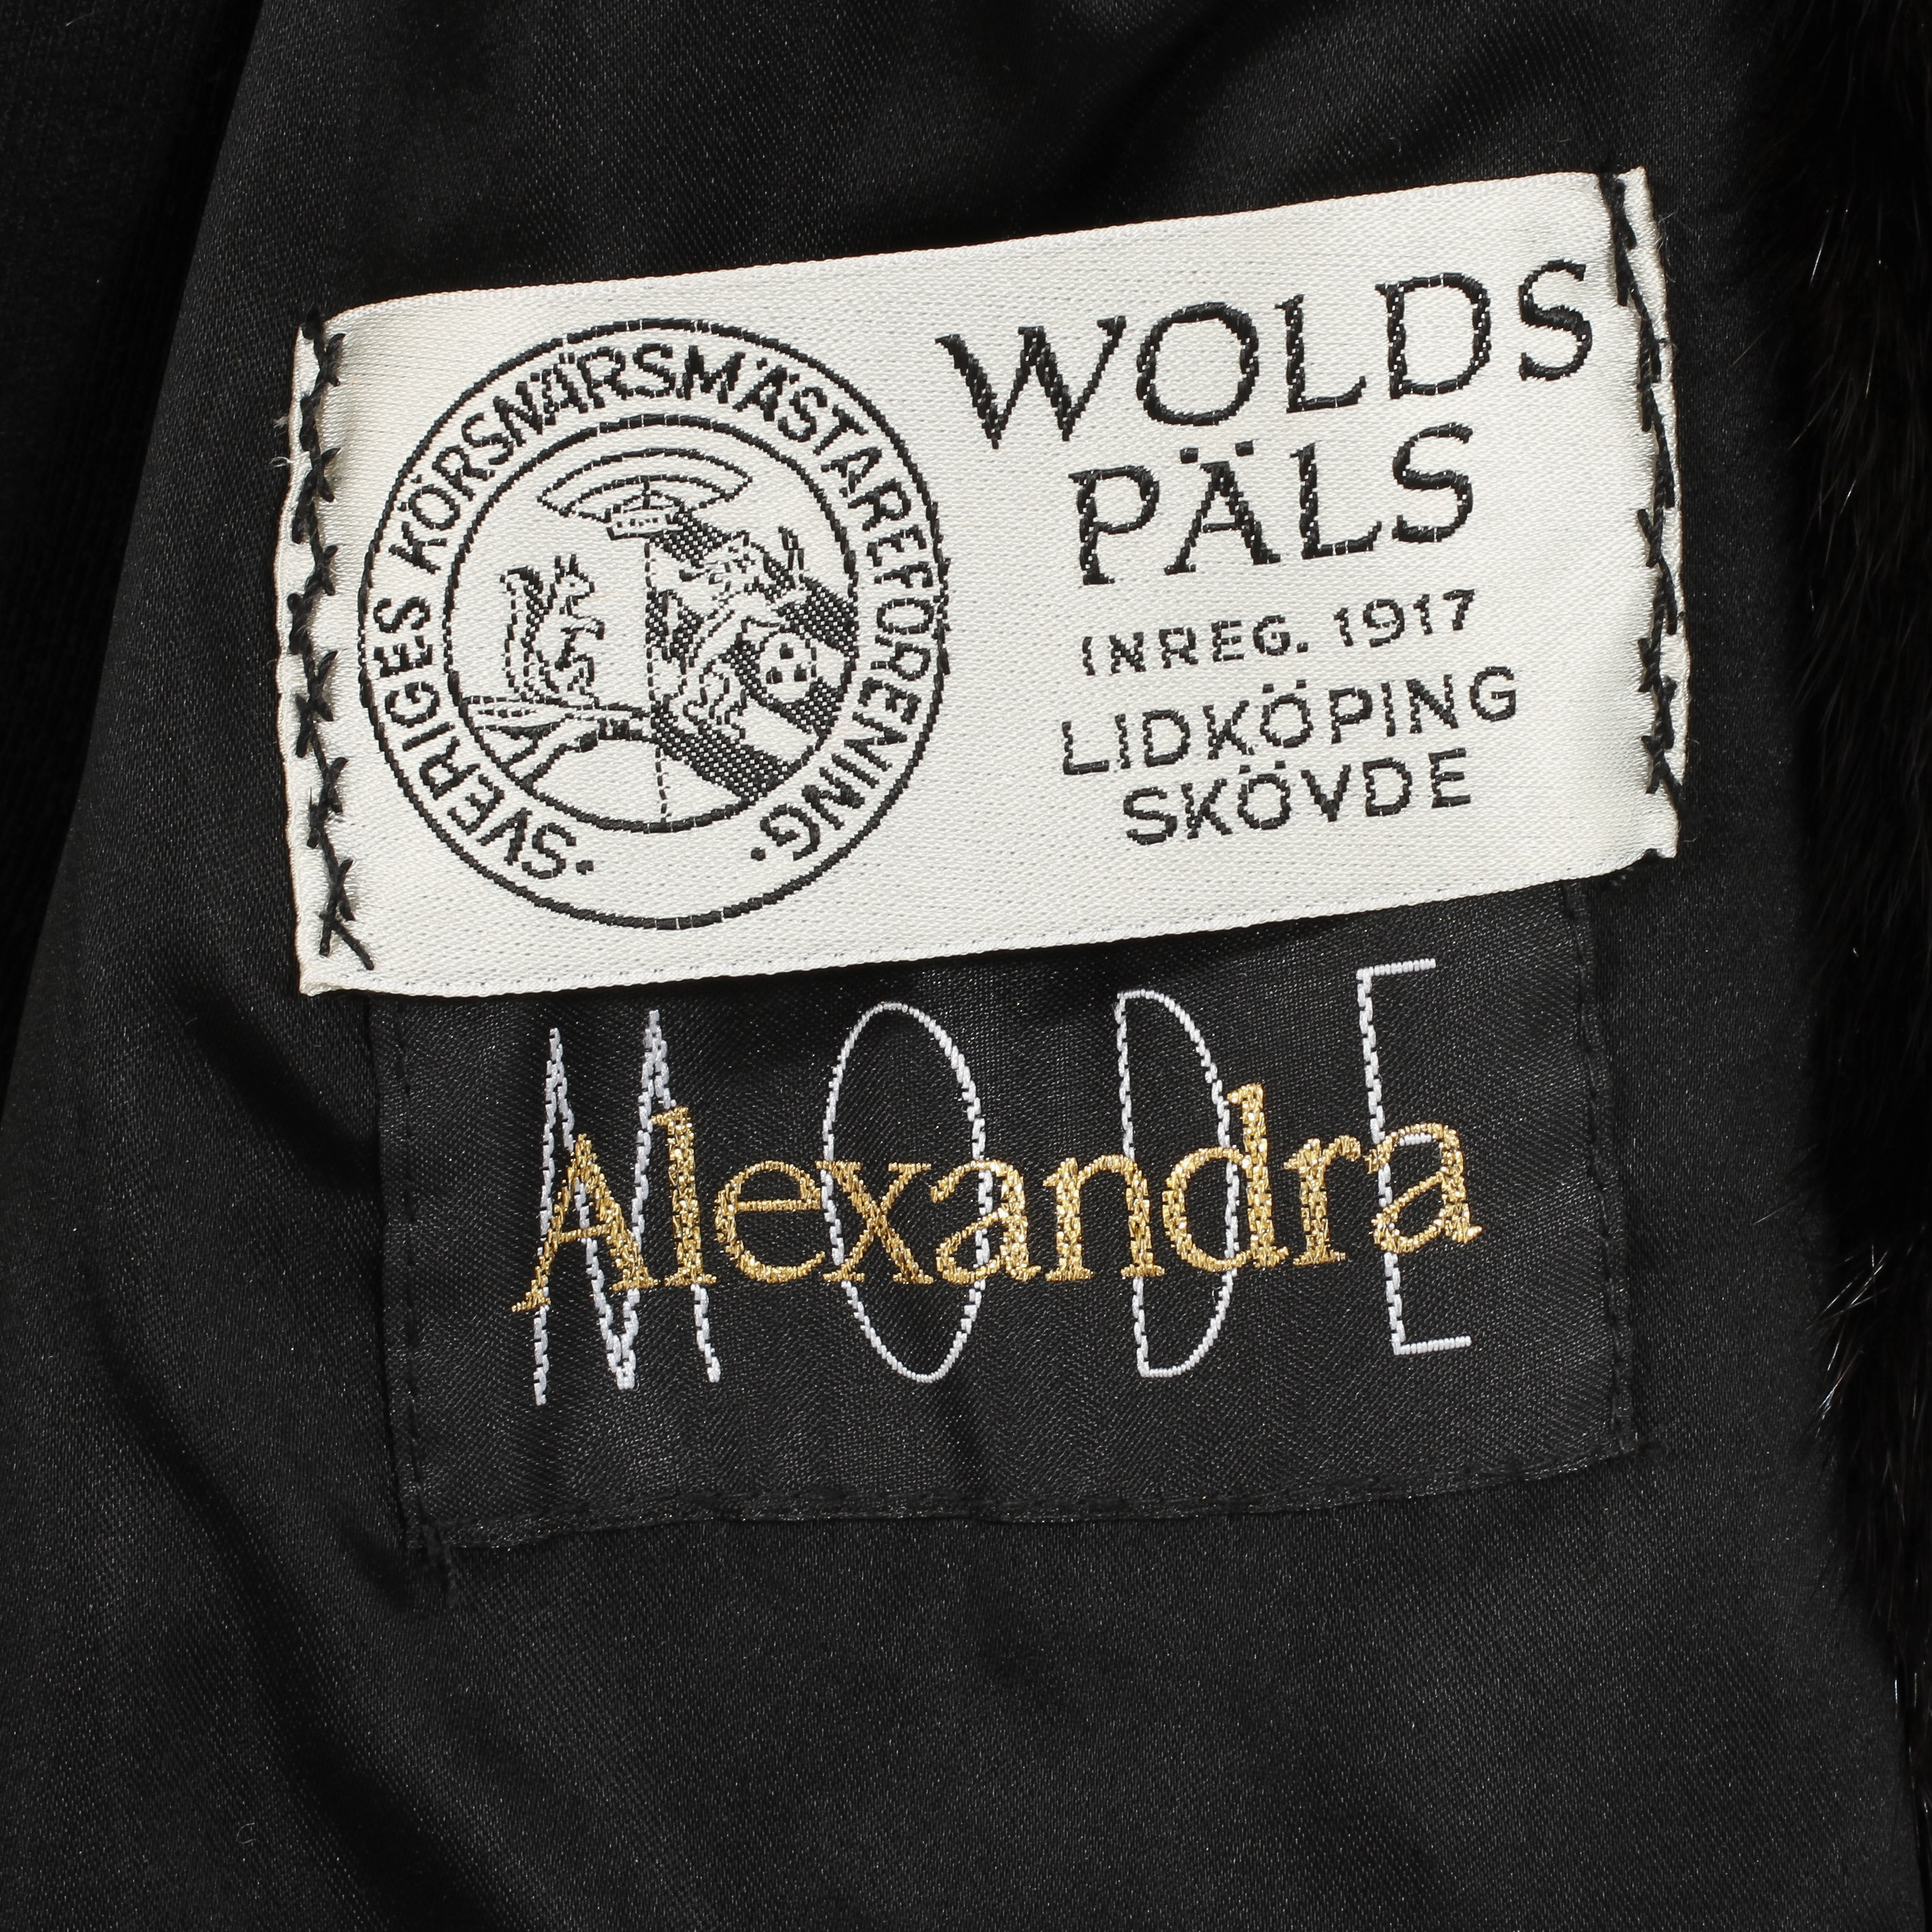 ·SVERIGES KÖRSNÄRSMÄSTAREFÖRENING·
WOLDS
PÄLS
INREG. 1917
LIDKÖPING
SKÖVDE
MODE
Alexandra